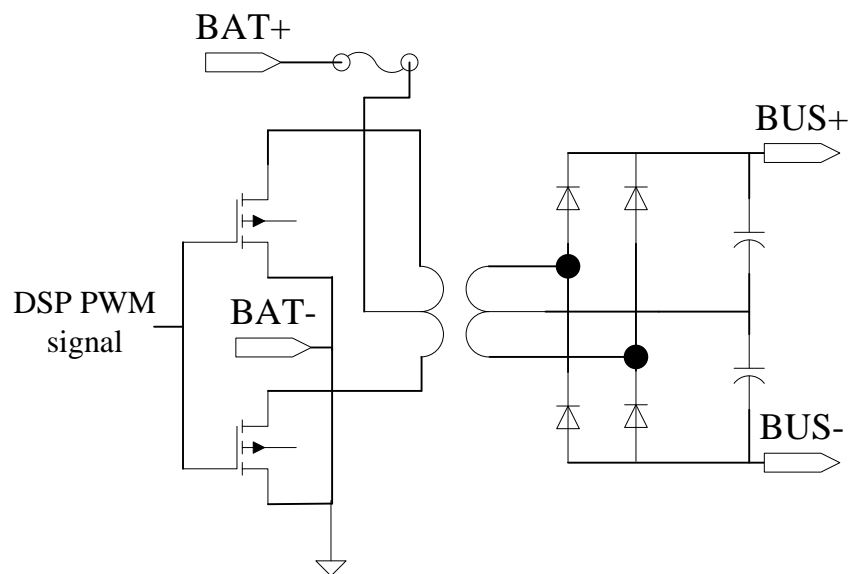 BAT+
BUS+
DSP PWM
signal
BAT-
BUS-